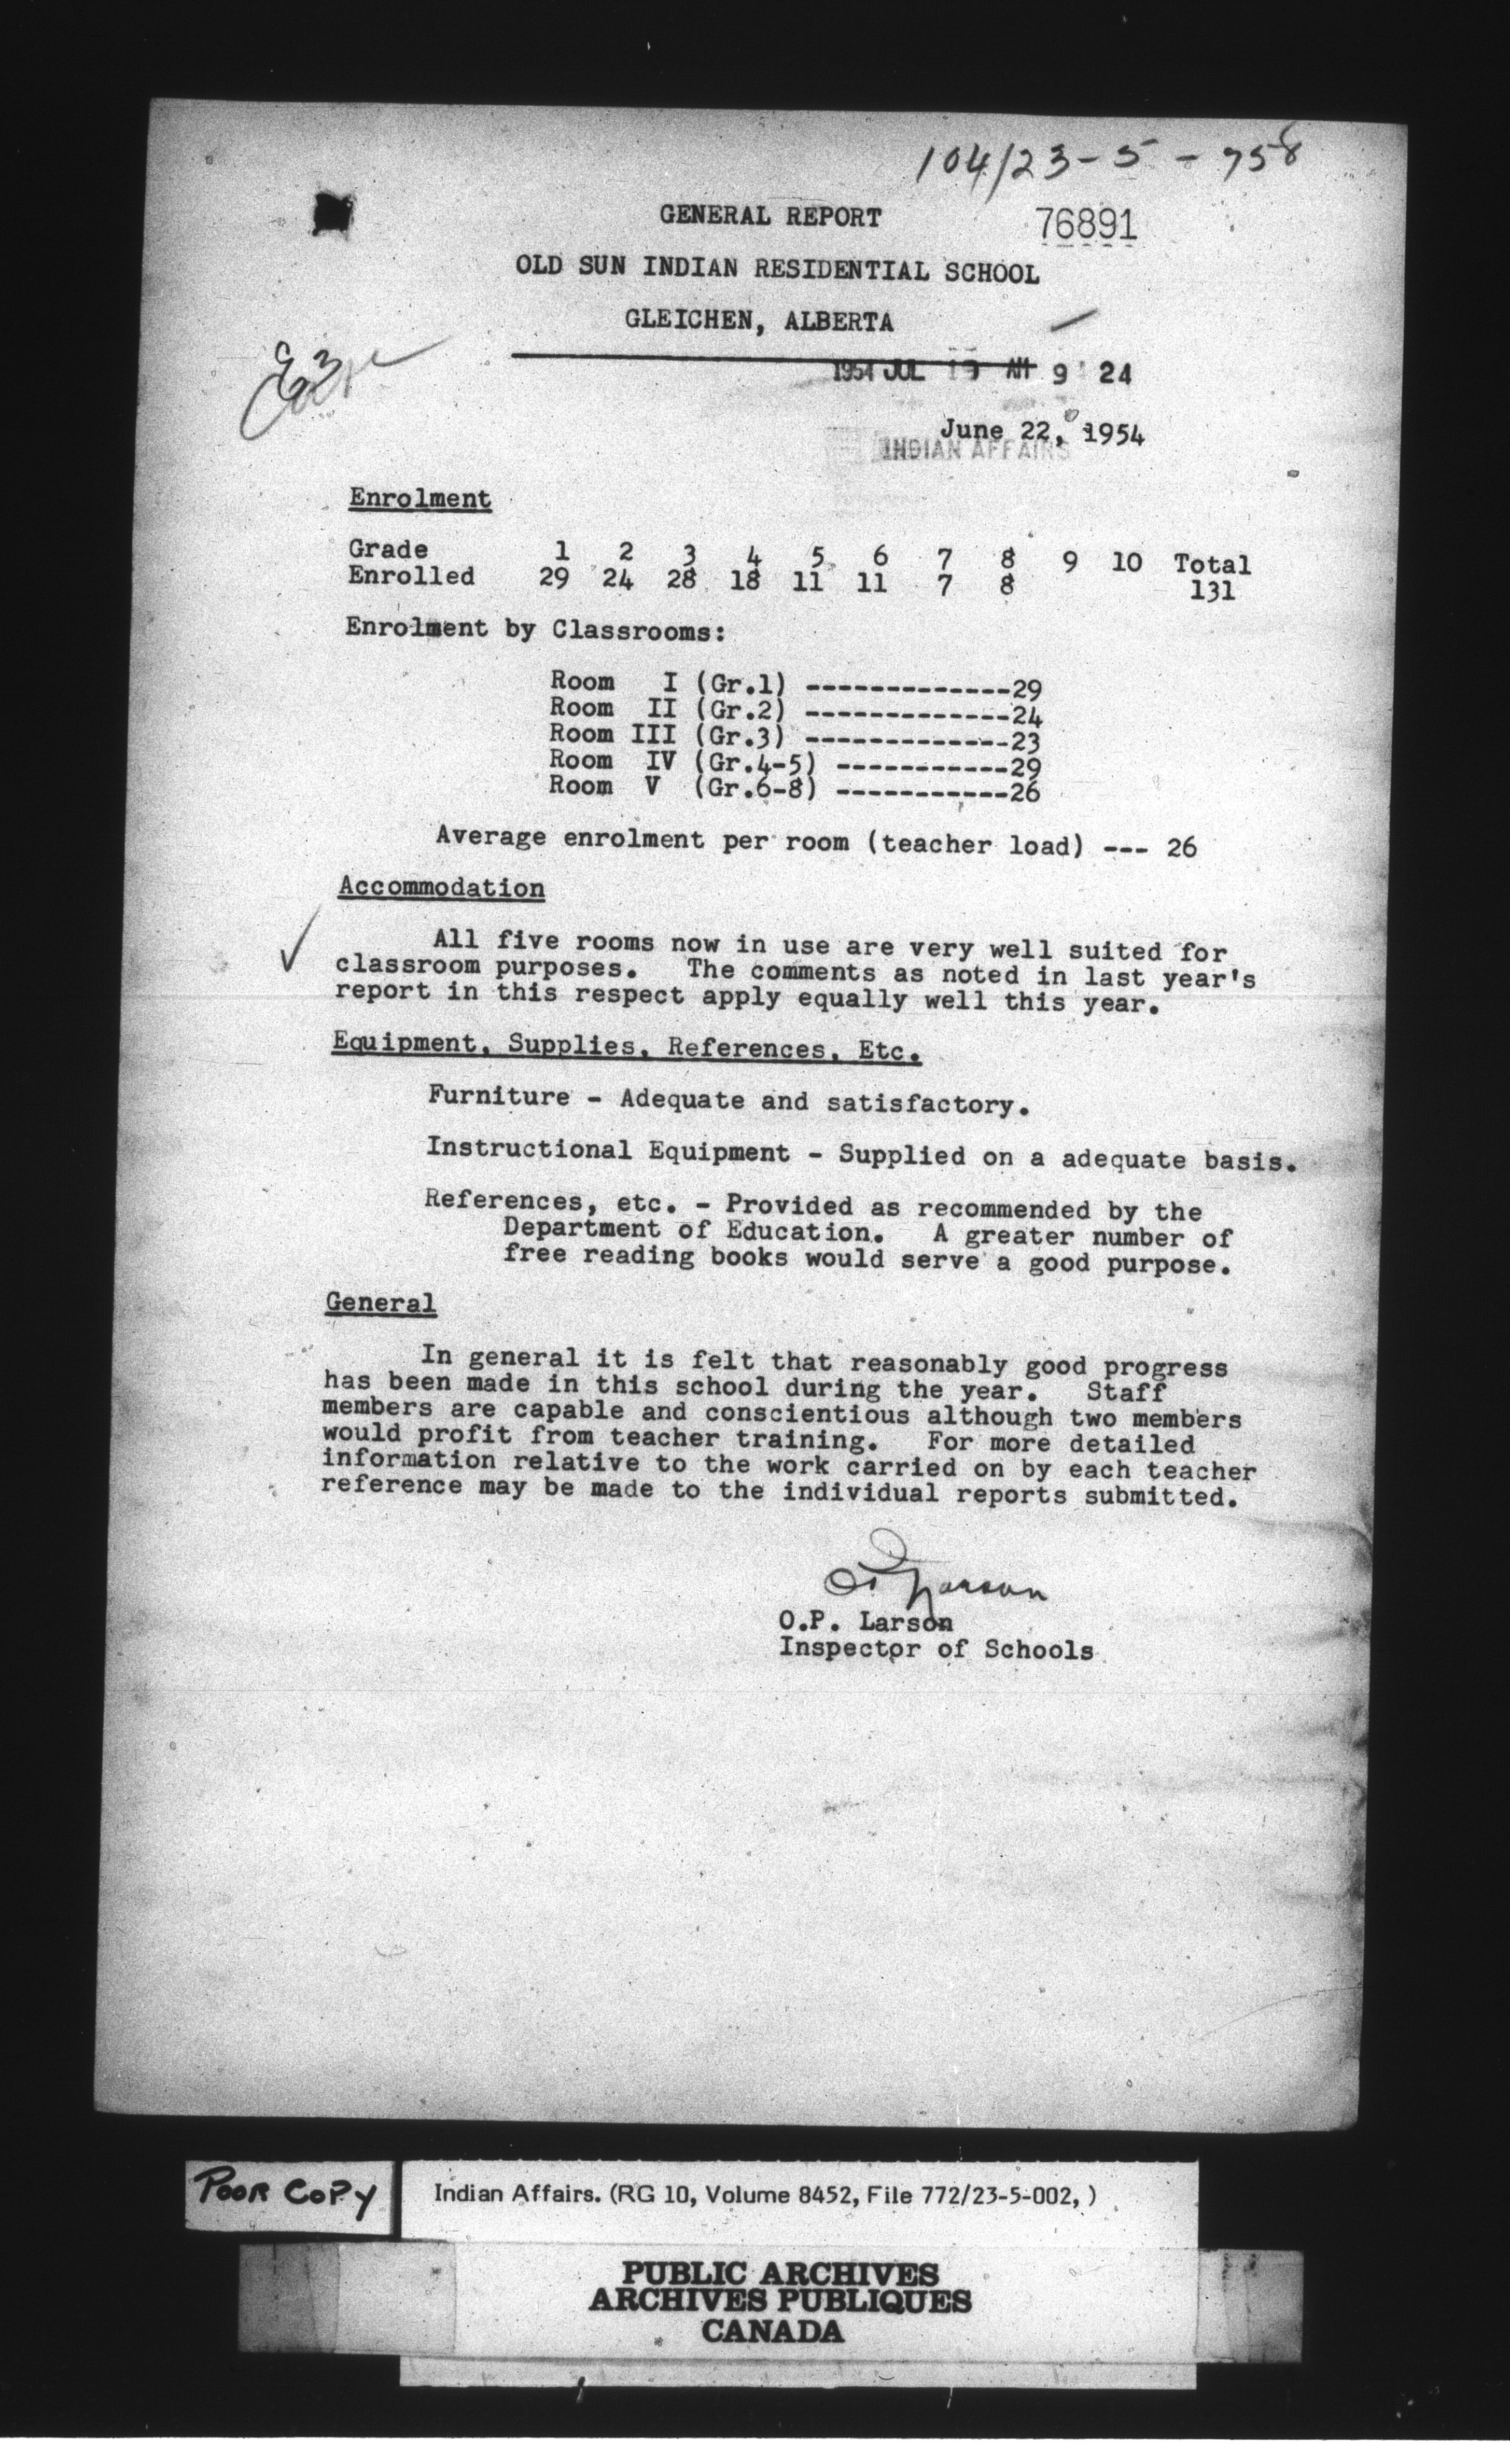 104/23-5-758
GENERAL REPORT 76891
OLD SUN INDIAN RESIDENTIAL SCHOOL
GLEICHEN, ALBERTA
1954 JUL 19 AM 9 24
June 22, 1954
INDIAN AFFAIRS
Enrolment
Grade 1 2 3 4 5 6 7 8 9 10 Total
Enrolled 29 24 28 18 11 11 7 8 131
Enrolment by Classrooms:
Room I (Gr.1) -------------29
Room II (Gr.2) -------------24
Room III (Gr.3) -------------23
Room IV (Gr.4-5) -----------29
Room V (Gr.6-8) -----------26
Average enrolment per room (teacher load) --- 26
Accommodation
All five rooms now in use are very well suited for
classroom purposes. The comments as noted in last year's
report in this respect apply equally well this year.
Equipment, Supplies, References, Etc.
Furniture - Adequate and satisfactory.
Instructional Equipment - Supplied on a adequate basis.
References, etc. - Provided as recommended by the
Department of Education. A greater number of
free reading books would serve a good purpose.
General
In general it is felt that reasonably good progress
has been made in this school during the year. Staff
members are capable and conscientious although two members
would profit from teacher training. For more detailed
information relative to the work carried on by each teacher
reference may be made to the individual reports submitted.
O.P. Larson
Inspector of Schools
POOR COPY
Indian Affairs. (RG 10, Volume 8452, File 772/23-5-002, )
PUBLIC ARCHIVES
ARCHIVES PUBLIQUES
CANADA